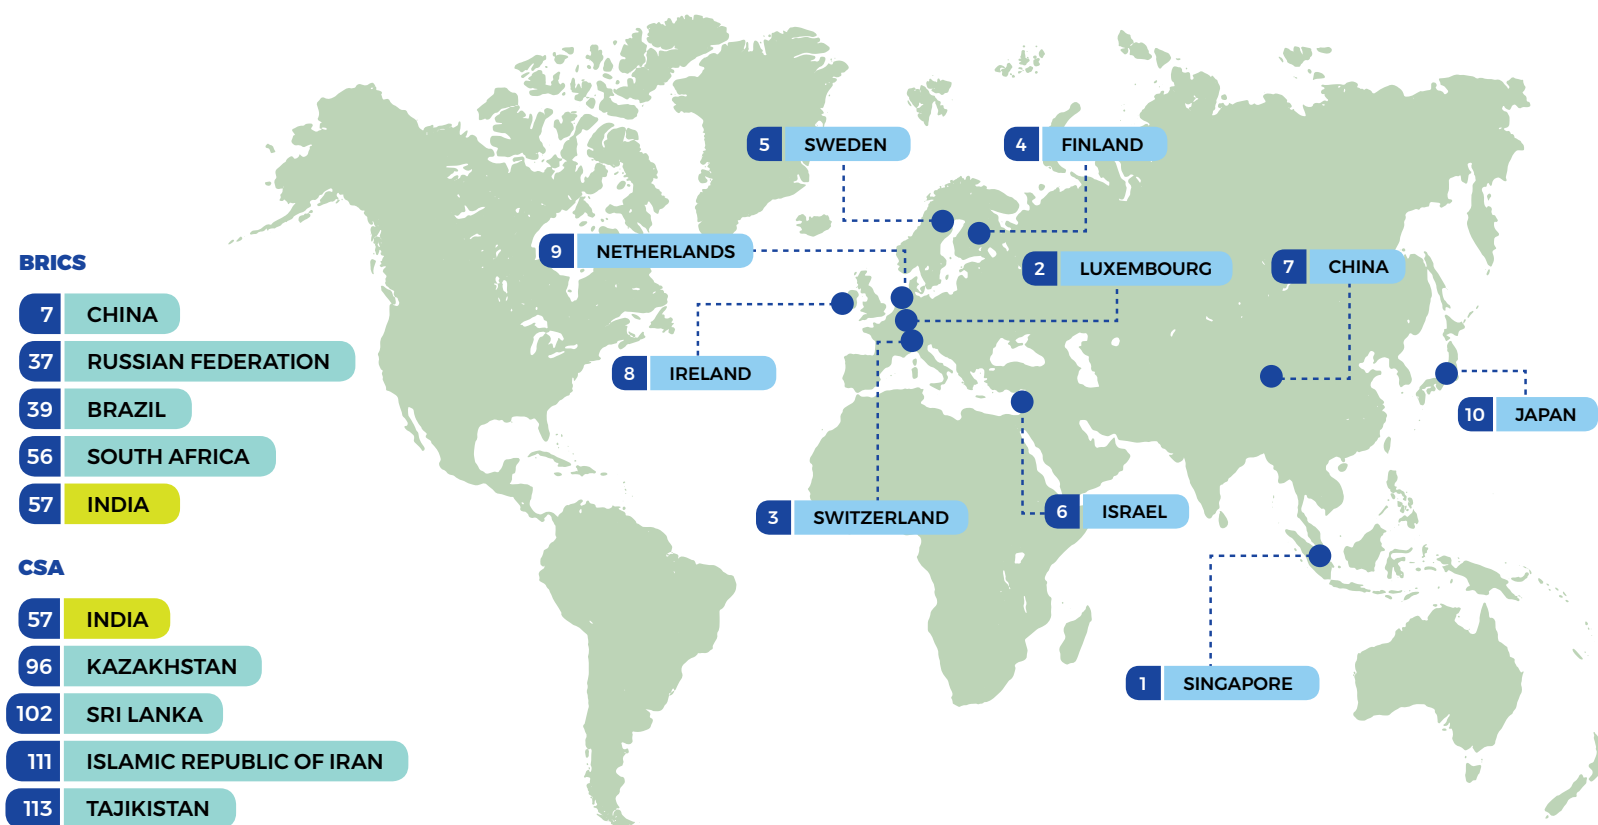 BRICS
7 CHINA
37 RUSSIAN FEDERATION
39 BRAZIL
56 SOUTH AFRICA
57 INDIA
CSA
57 INDIA
96 KAZAKHSTAN
102 SRI LANKA
111 ISLAMIC REPUBLIC OF IRAN
113 TAJIKISTAN
5 SWEDEN
4 FINLAND
9 NETHERLANDS
2 LUXEMBOURG
7 CHINA
8 IRELAND
10 JAPAN
3 SWITZERLAND
6 ISRAEL
1 SINGAPORE